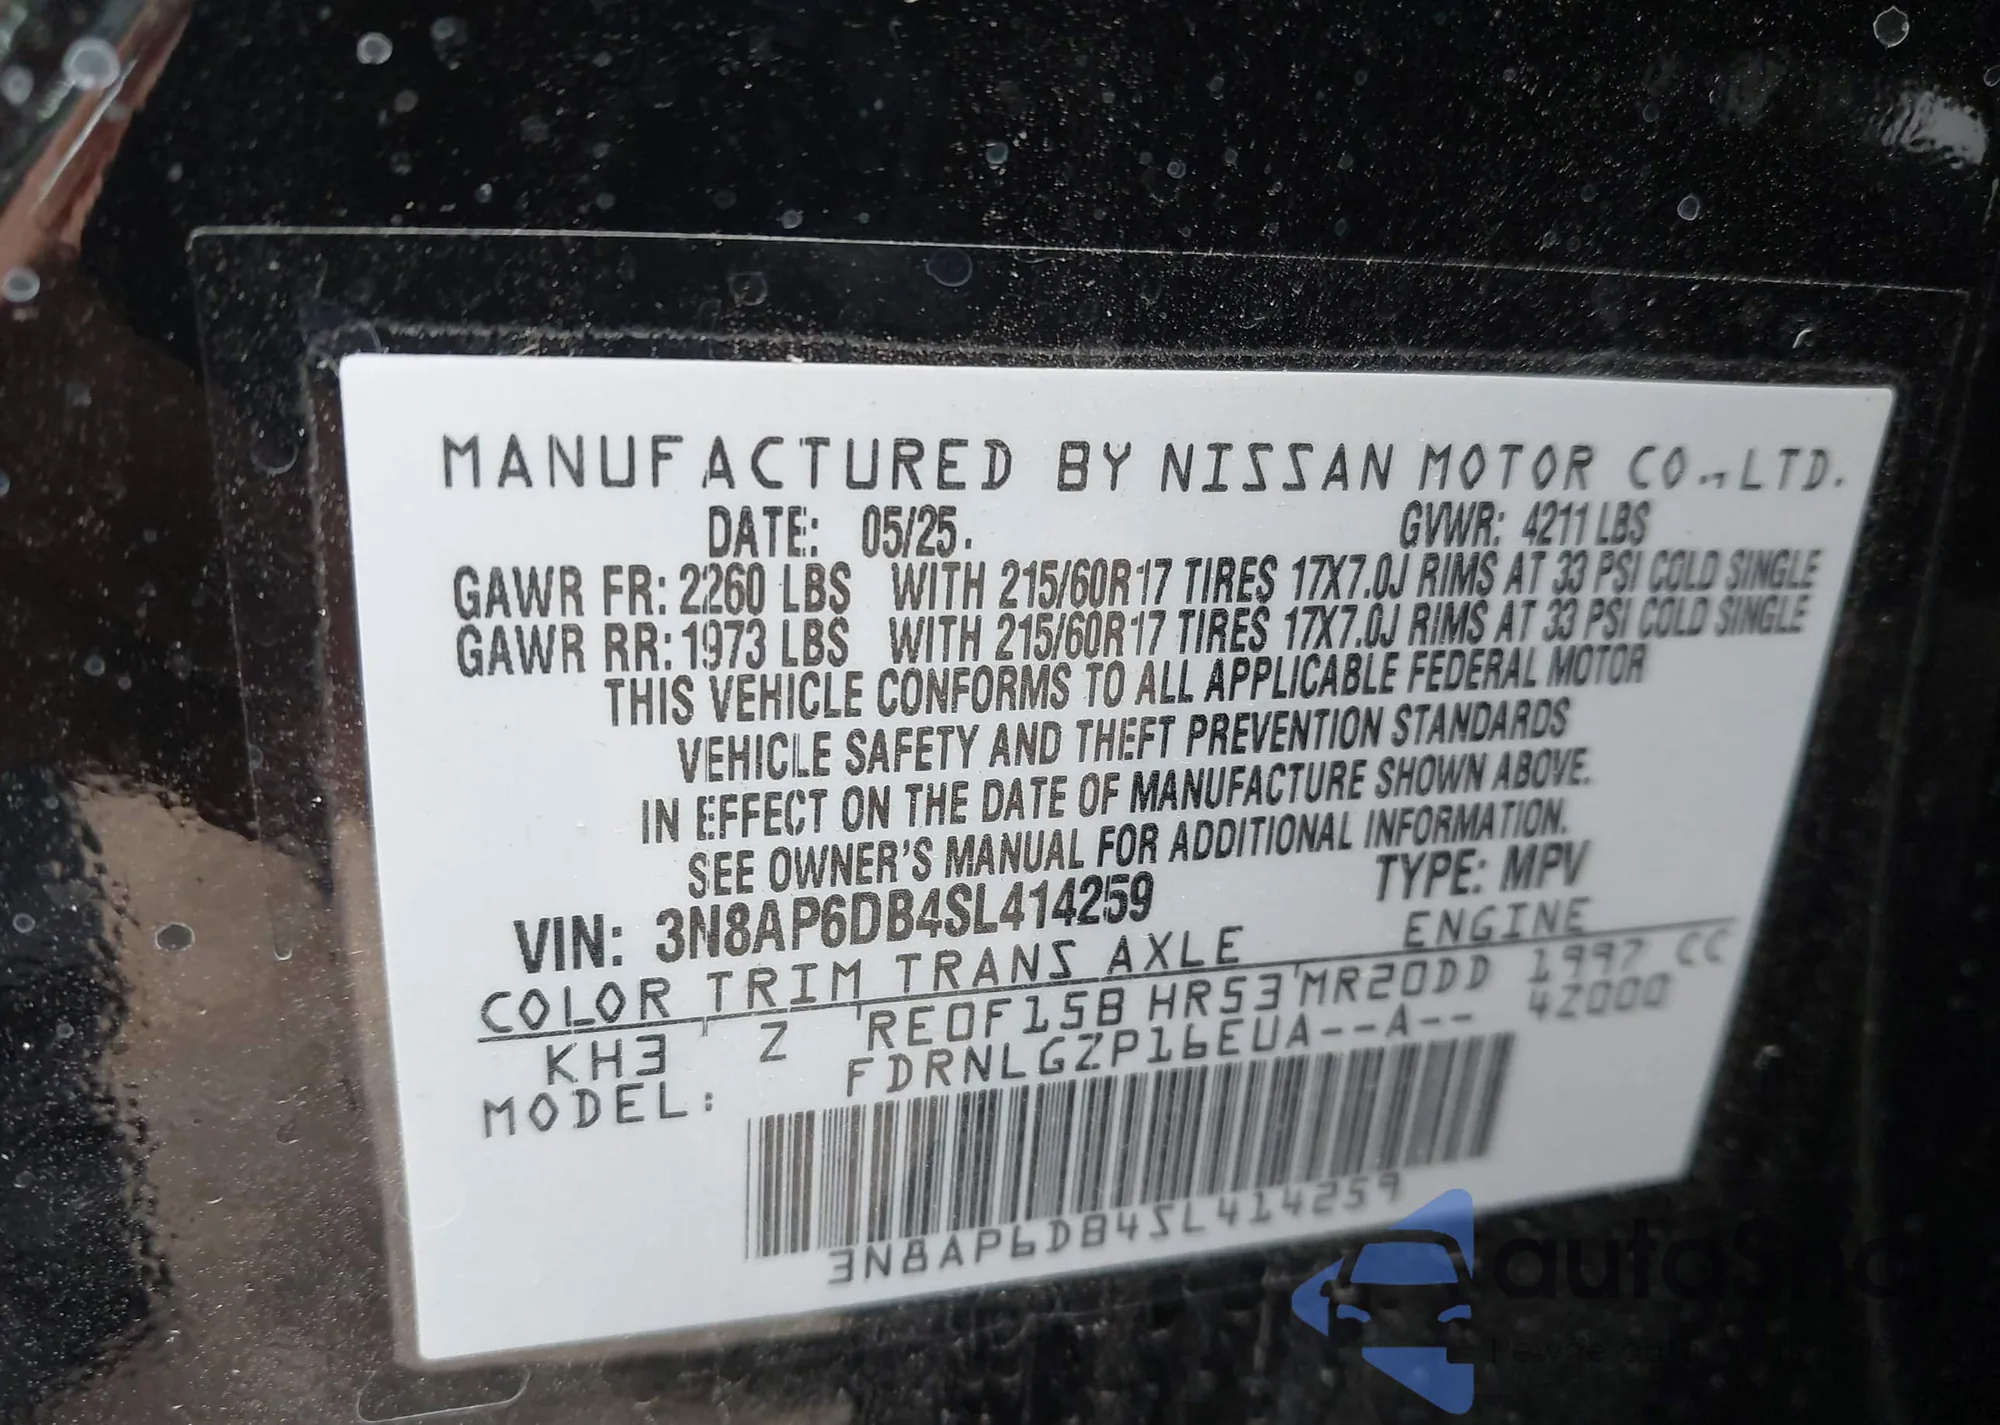 MANUFACTURED BY NISSAN MOTOR CO., LTD.
DATE: 05/25. GVWR: 4211 LBS
GAWR FR: 2260 LBS WITH 215/60R17 TIRES 17X7.0J RIMS AT 33 PSI COLD SINGLE
GAWR RR: 1973 LBS WITH 215/60R17 TIRES 17X7.0J RIMS AT 33 PSI COLD SINGLE
THIS VEHICLE CONFORMS TO ALL APPLICABLE FEDERAL MOTOR
VEHICLE SAFETY AND THEFT PREVENTION STANDARDS
IN EFFECT ON THE DATE OF MANUFACTURE SHOWN ABOVE.
SEE OWNER'S MANUAL FOR ADDITIONAL INFORMATION.
VIN: 3N8AP6DB4SL414259 TYPE: MPV
COLOR TRIM TRANS AXLE ENGINE
KH3 Z RE0F15B HR53 MR20DD 1997 CC
MODEL: FDRNLGZP16EUA--A-- 4Z000
3N8AP6DB4SL414259